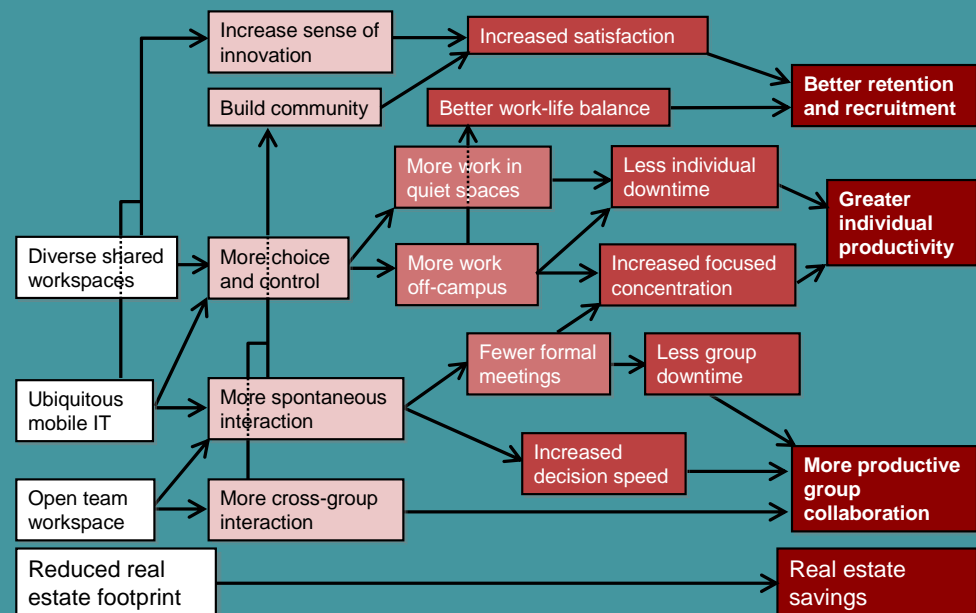 Increase sense of
innovation
Increased satisfaction
Better retention
and recruitment
Build community
Better work-life balance
More work in
quiet spaces
Less individual
downtime
Greater
individual
productivity
Diverse shared
workspaces
More choice
and control
More work
off-campus
Increased focused
concentration
Fewer formal
meetings
Less group
downtime
Ubiquitous
mobile IT
More spontaneous
interaction
Increased
decision speed
More productive
group
collaboration
Open team
workspace
More cross-group
interaction
Reduced real
estate footprint
Real estate
savings